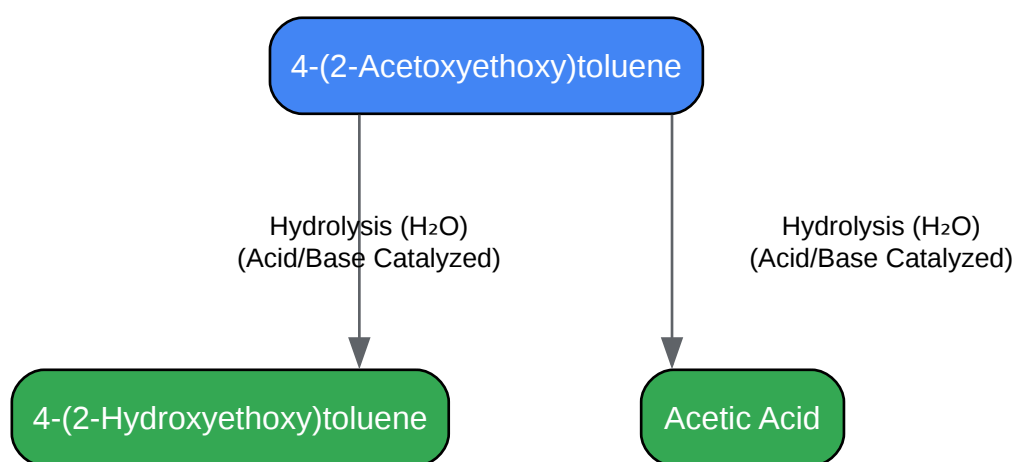 4-(2-Acetoxyethoxy)toluene
Hydrolysis (H₂O)
(Acid/Base Catalyzed)
Hydrolysis (H₂O)
(Acid/Base Catalyzed)
4-(2-Hydroxyethoxy)toluene
Acetic Acid